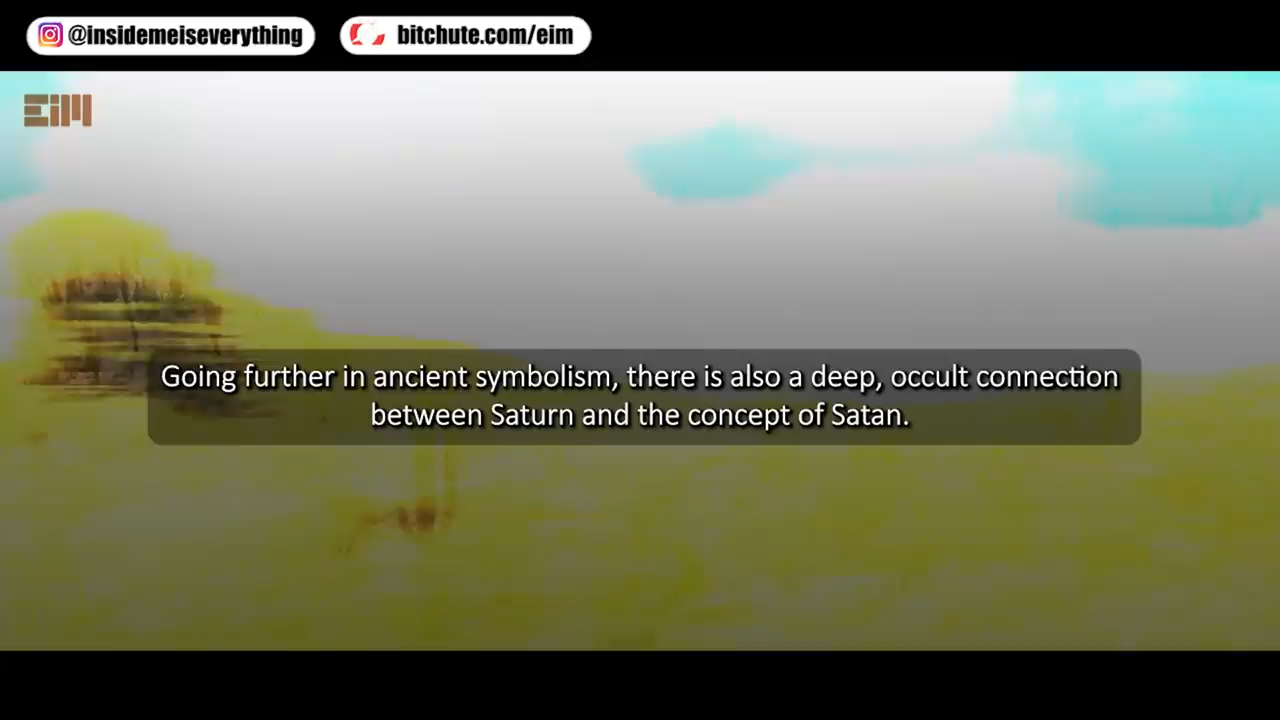 @insidemeiseverything
bitchute.com/eim
EiM
Going further in ancient symbolism, there is also a deep, occult connection
between Saturn and the concept of Satan.